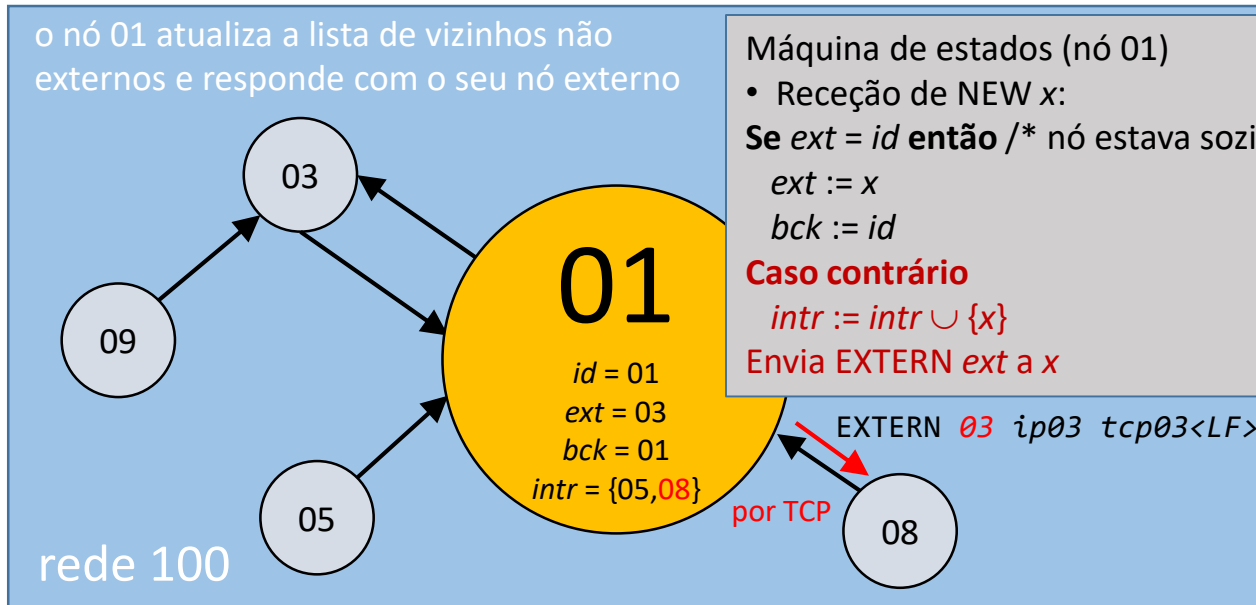 o nó 01 atualiza a lista de vizinhos não
externos e responde com o seu nó externo
Máquina de estados (nó 01)
• Receção de NEW x:
Se ext = id então /* nó estava sozi
ext := x
bck := id
Caso contrário
intr := intr ∪ {x}
Envia EXTERN ext a x
03
09
05
01
id = 01
ext = 03
bck = 01
intr = {05,08}
EXTERN 03 ip03 tcp03<LF>
por TCP
08
rede 100